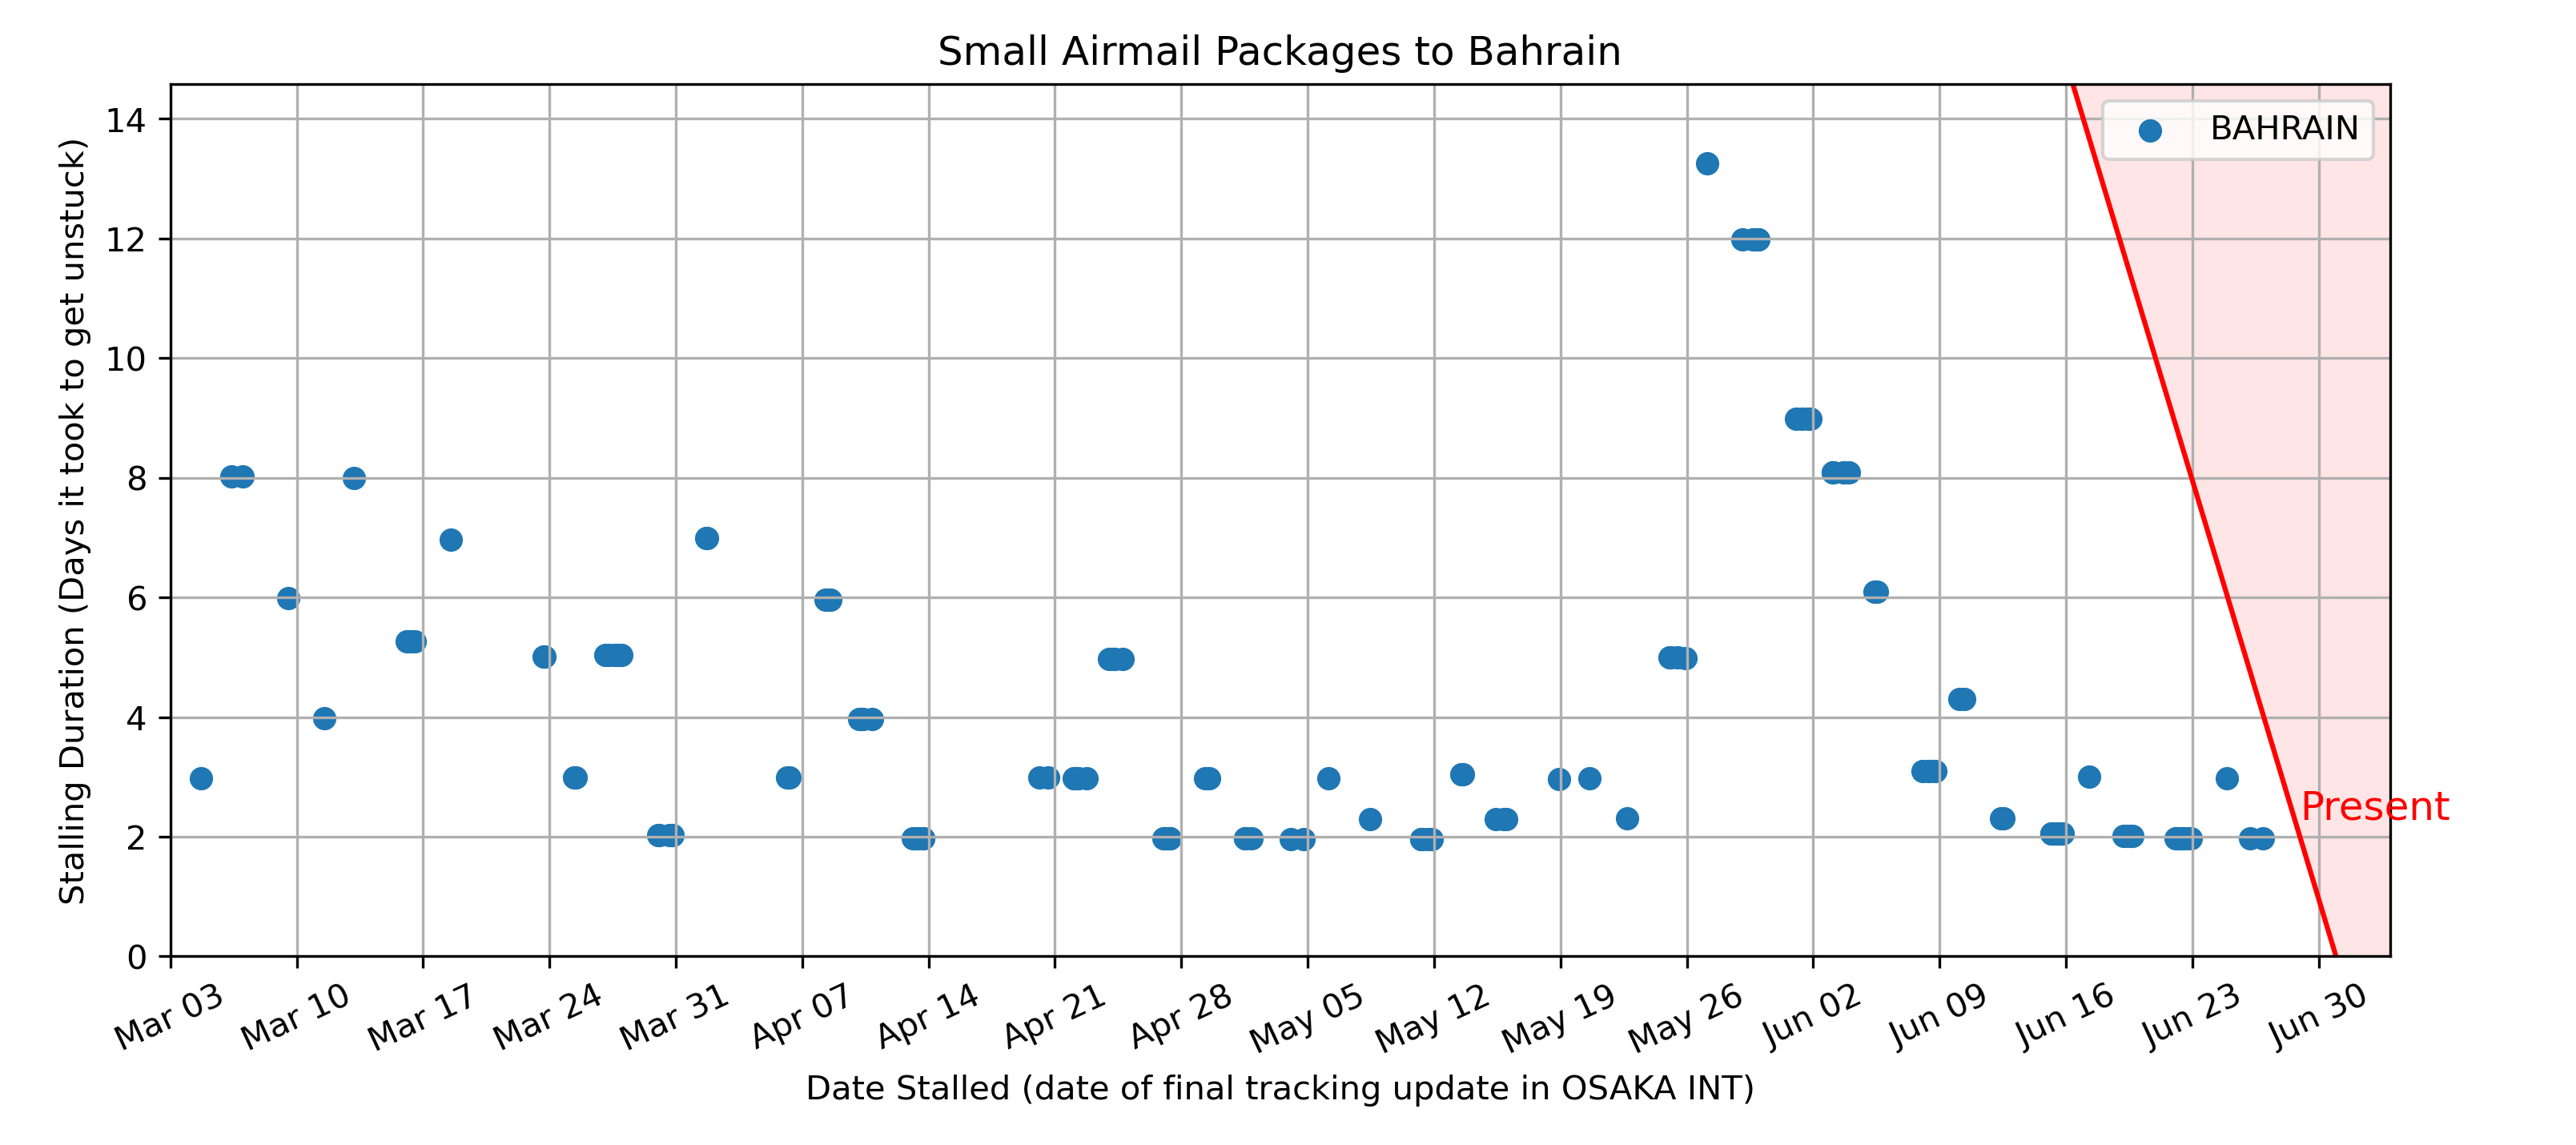 Small Airmail Packages to Bahrain
BAHRAIN
Stalling Duration (Days it took to get unstuck)
14
12
10
8
6
4
2
0
Present
Mar 03
Mar 10
Mar 17
Mar 24
Mar 31
Apr 07
Apr 14
Apr 21
Apr 28
May 05
May 12
May 19
May 26
Jun 02
Jun 09
Jun 16
Jun 23
Jun 30
Date Stalled (date of final tracking update in OSAKA INT)